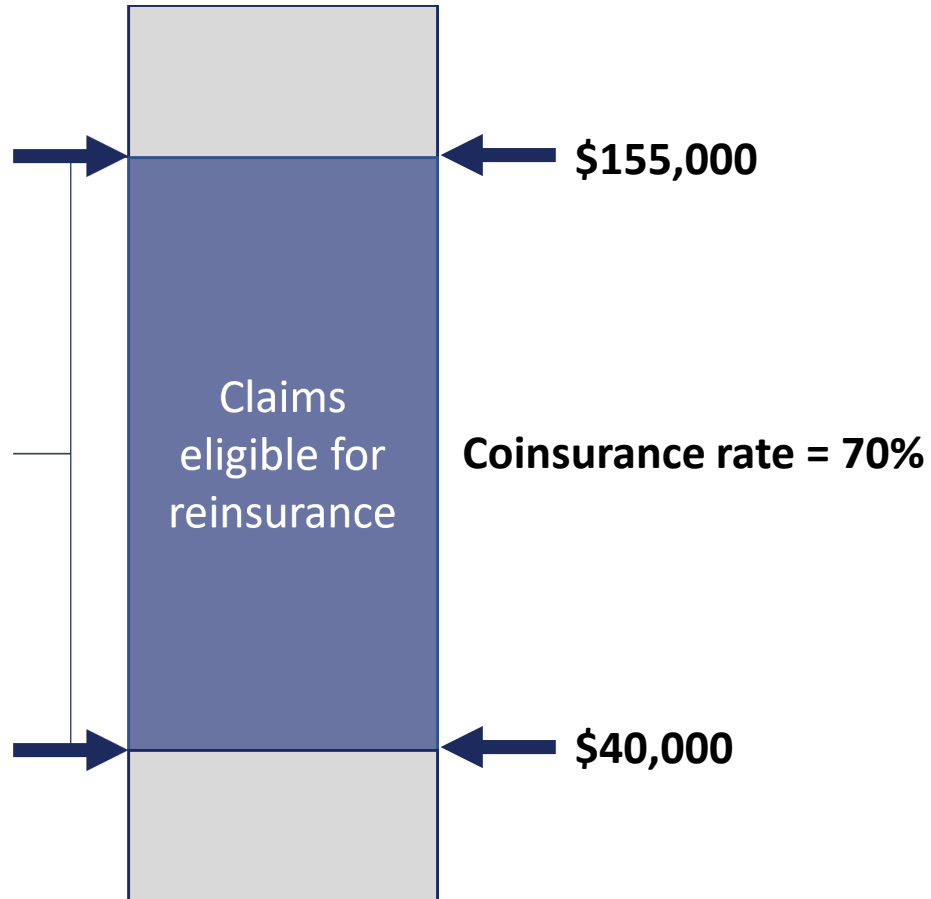 $155,000
Claims
eligible for
reinsurance
Coinsurance rate = 70%
$40,000